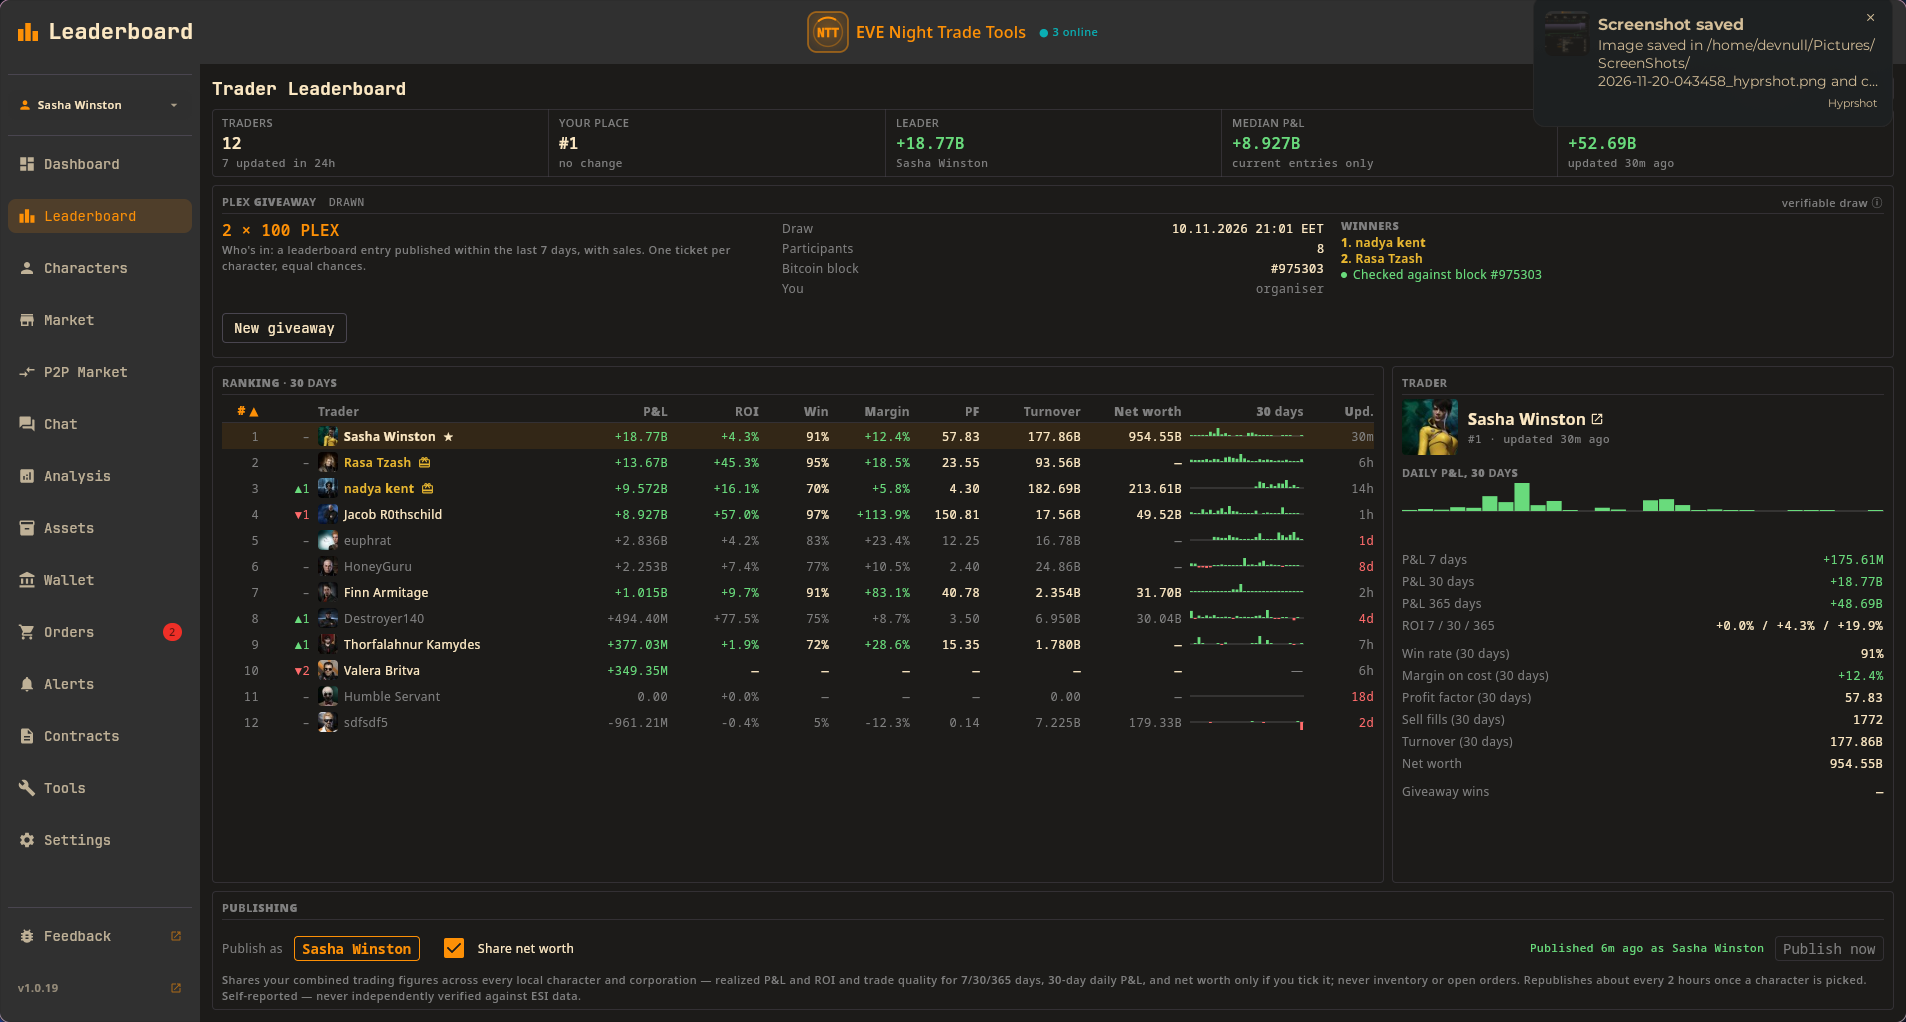 Leaderboard
NTT EVE Night Trade Tools 3 online
Screenshot saved
Image saved in /home/devnull/Pictures/
ScreenShots/
2026-11-20-043458_hyprshot.png and c...
Hyprshot
Sasha Winston
Dashboard
Leaderboard
Characters
Market
P2P Market
Chat
Analysis
Assets
Wallet
Orders 2
Alerts
Contracts
Tools
Settings
Feedback
v1.0.19
Trader Leaderboard
TRADERS
12
7 updated in 24h
YOUR PLACE
#1
no change
LEADER
+18.77B
Sasha Winston
MEDIAN P&L
+8.927B
current entries only
+52.69B
updated 30m ago
PLEX GIVEAWAY DRAWN
verifiable draw
2 × 100 PLEX
Who's in: a leaderboard entry published within the last 7 days, with sales. One ticket per
character, equal chances.
New giveaway
Draw 10.11.2026 21:01 EET
Participants 8
Bitcoin block #975303
You organiser
WINNERS
1. nadya kent
2. Rasa Tzash
Checked against block #975303
RANKING · 30 DAYS
# ▲ Trader P&L ROI Win Margin PF Turnover Net worth 30 days Upd.
1 – Sasha Winston ★ +18.77B +4.3% 91% +12.4% 57.83 177.86B 954.55B 30m
2 – Rasa Tzash +13.67B +45.3% 95% +18.5% 23.55 93.56B — 6h
3 ▲1 nadya kent +9.572B +16.1% 70% +5.8% 4.30 182.69B 213.61B 14h
4 ▼1 Jacob R0thschild +8.927B +57.0% 97% +113.9% 150.81 17.56B 49.52B 1h
5 – euphrat +2.836B +4.2% 83% +23.4% 12.25 16.78B — 1d
6 – HoneyGuru +2.253B +7.4% 77% +10.5% 2.40 24.86B — 8d
7 – Finn Armitage +1.015B +9.7% 91% +83.1% 40.78 2.354B 31.70B 2h
8 ▲1 Destroyer140 +494.40M +77.5% 75% +8.7% 3.50 6.950B 30.04B 4d
9 ▲1 Thorfalahnur Kamydes +377.03M +1.9% 72% +28.6% 15.35 1.780B — 7h
10 ▼2 Valera Britva +349.35M — — — — — — — 6h
11 – Humble Servant 0.00 +0.0% — — — 0.00 — 18d
12 – sdfsdf5 -961.21M -0.4% 5% -12.3% 0.14 7.225B 179.33B 2d
TRADER
Sasha Winston
#1 · updated 30m ago
DAILY P&L, 30 DAYS
P&L 7 days +175.61M
P&L 30 days +18.77B
P&L 365 days +48.69B
ROI 7 / 30 / 365 +0.0% / +4.3% / +19.9%
Win rate (30 days) 91%
Margin on cost (30 days) +12.4%
Profit factor (30 days) 57.83
Sell fills (30 days) 1772
Turnover (30 days) 177.86B
Net worth 954.55B
Giveaway wins —
PUBLISHING
Publish as Sasha Winston Share net worth
Published 6m ago as Sasha Winston Publish now
Shares your combined trading figures across every local character and corporation — realized P&L and ROI and trade quality for 7/30/365 days, 30-day daily P&L, and net worth only if you tick it; never inventory or open orders. Republishes about every 2 hours once a character is picked.
Self-reported — never independently verified against ESI data.